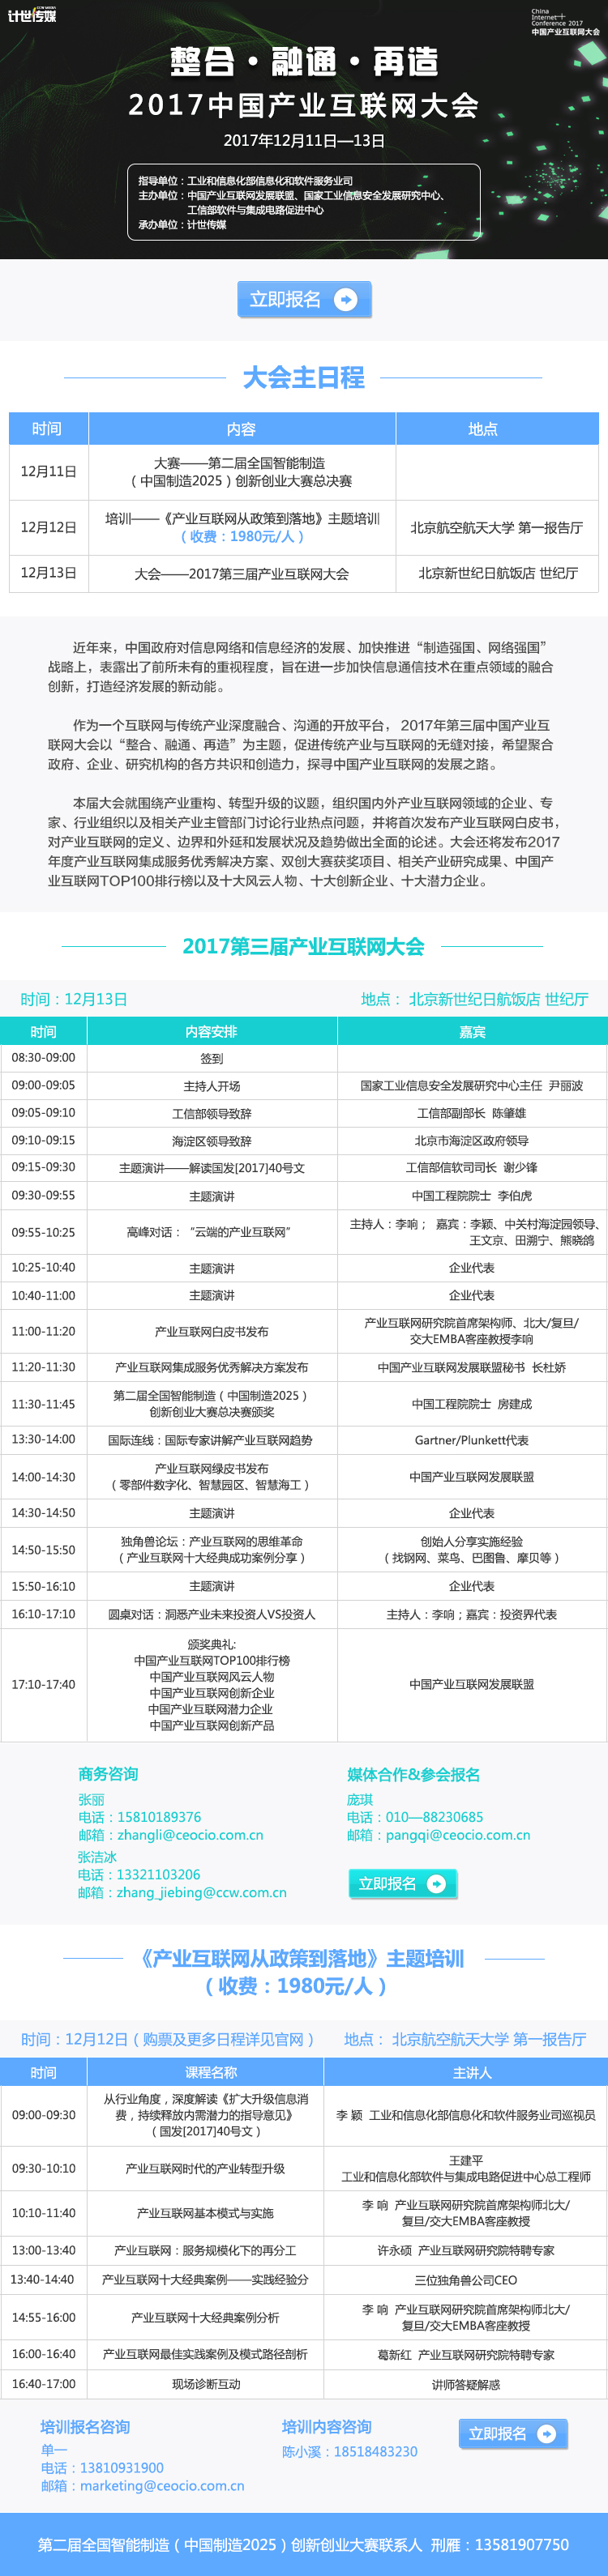 计世传媒
China
Internet+
Conference 2017
中国产业互联网大会
整合·融通·再造
2017中国产业互联网大会
2017年12月11日—13日
指导单位：工业和信息化部信息化和软件服务业司
主办单位：中国产业互联网发展联盟、国家工业信息安全发展研究中心、
工信部软件与集成电路促进中心
承办单位：计世传媒
立即报名
大会主日程
时间 内容 地点
12月11日 大赛——第二届全国智能制造
（中国制造2025）创新创业大赛总决赛
12月12日 培训——《产业互联网从政策到落地》主题培训 北京航空航天大学 第一报告厅
（收费：1980元/人）
12月13日 大会——2017第三届产业互联网大会 北京新世纪日航饭店 世纪厅
近年来，中国政府对信息网络和信息经济的发展、加快推进“制造强国、网络强国”
战略上，表露出了前所未有的重视程度，旨在进一步加快信息通信技术在重点领域的融合
创新，打造经济发展的新动能。
作为一个互联网与传统产业深度融合、沟通的开放平台， 2017年第三届中国产业互
联网大会以“整合、融通、再造”为主题，促进传统产业与互联网的无缝对接，希望聚合
政府、企业、研究机构的各方共识和创造力，探寻中国产业互联网的发展之路。
本届大会就围绕产业重构、转型升级的议题，组织国内外产业互联网领域的企业、专
家、行业组织以及相关产业主管部门讨论行业热点问题，并将首次发布产业互联网白皮书，
对产业互联网的定义、边界和外延和发展状况及趋势做出全面的论述。大会还将发布2017
年度产业互联网集成服务优秀解决方案、双创大赛获奖项目、相关产业研究成果、中国产
业互联网TOP100排行榜以及十大风云人物、十大创新企业、十大潜力企业。
2017第三届产业互联网大会
时间：12月13日 地点： 北京新世纪日航饭店 世纪厅
时间 内容安排 嘉宾
08:30-09:00 签到
09:00-09:05 主持人开场 国家工业信息安全发展研究中心主任 尹丽波
09:05-09:10 工信部领导致辞 工信部副部长 陈肇雄
09:10-09:15 海淀区领导致辞 北京市海淀区政府领导
09:15-09:30 主题演讲——解读国发[2017]40号文 工信部信软司司长 谢少锋
09:30-09:55 主题演讲 中国工程院院士 李伯虎
09:55-10:25 高峰对话：“云端的产业互联网” 主持人：李响； 嘉宾：李颖、中关村海淀园领导、
王文京、田溯宁、熊晓鸽
10:25-10:40 主题演讲 企业代表
10:40-11:00 主题演讲 企业代表
11:00-11:20 产业互联网白皮书发布 产业互联网研究院首席架构师、北大/复旦/
交大EMBA客座教授李响
11:20-11:30 产业互联网集成服务优秀解决方案发布 中国产业互联网发展联盟秘书 长杜娇
11:30-11:45 第二届全国智能制造（中国制造2025）
创新创业大赛总决赛颁奖 中国工程院院士 房建成
13:30-14:00 国际连线：国际专家讲解产业互联网趋势 Gartner/Plunkett代表
14:00-14:30 产业互联网绿皮书发布
（零部件数字化、智慧园区、智慧海工） 中国产业互联网发展联盟
14:30-14:50 主题演讲 企业代表
14:50-15:50 独角兽论坛：产业互联网的思维革命 创始人分享实施经验
（产业互联网十大经典成功案例分享） （找钢网、菜鸟、巴图鲁、摩贝等）
15:50-16:10 主题演讲 企业代表
16:10-17:10 圆桌对话：洞悉产业未来投资人VS投资人 主持人：李响；嘉宾：投资界代表
17:10-17:40 颁奖典礼:
中国产业互联网TOP100排行榜
中国产业互联网风云人物
中国产业互联网创新企业 中国产业互联网发展联盟
中国产业互联网潜力企业
中国产业互联网创新产品
商务咨询 媒体合作&参会报名
张丽 庞琪
电话：15810189376 电话：010—88230685
邮箱：zhangli@ceocio.com.cn 邮箱：pangqi@ceocio.com.cn
张洁冰
电话：13321103206 立即报名
邮箱：zhang_jiebing@ccw.com.cn
《产业互联网从政策到落地》主题培训
（收费：1980元/人）
时间：12月12日（购票及更多日程详见官网） 地点： 北京航空航天大学 第一报告厅
时间 课程名称 主讲人
09:00-09:30 从行业角度，深度解读《扩大升级信息消
费，持续释放内需潜力的指导意见》 李 颖 工业和信息化部信息化和软件服务业司巡视员
（国发[2017]40号文）
09:30-10:10 产业互联网时代的产业转型升级 王建平
工业和信息化部软件与集成电路促进中心总工程师
10:10-11:40 产业互联网基本模式与实施 李 响 产业互联网研究院首席架构师北大/
复旦/交大EMBA客座教授
13:00-13:40 产业互联网：服务规模化下的再分工 许永硕 产业互联网研究院特聘专家
13:40-14:40 产业互联网十大经典案例——实践经验分 三位独角兽公司CEO
14:55-16:00 产业互联网十大经典案例分析 李 响 产业互联网研究院首席架构师北大/
复旦/交大EMBA客座教授
16:00-16:40 产业互联网最佳实践案例及模式路径剖析 葛新红 产业互联网研究院特聘专家
16:40-17:00 现场诊断互动 讲师答疑解惑
培训报名咨询 培训内容咨询 立即报名
单一 陈小溪：18518483230
电话：13810931900
邮箱：marketing@ceocio.com.cn
第二届全国智能制造（中国制造2025）创新创业大赛联系人 刑雁：13581907750